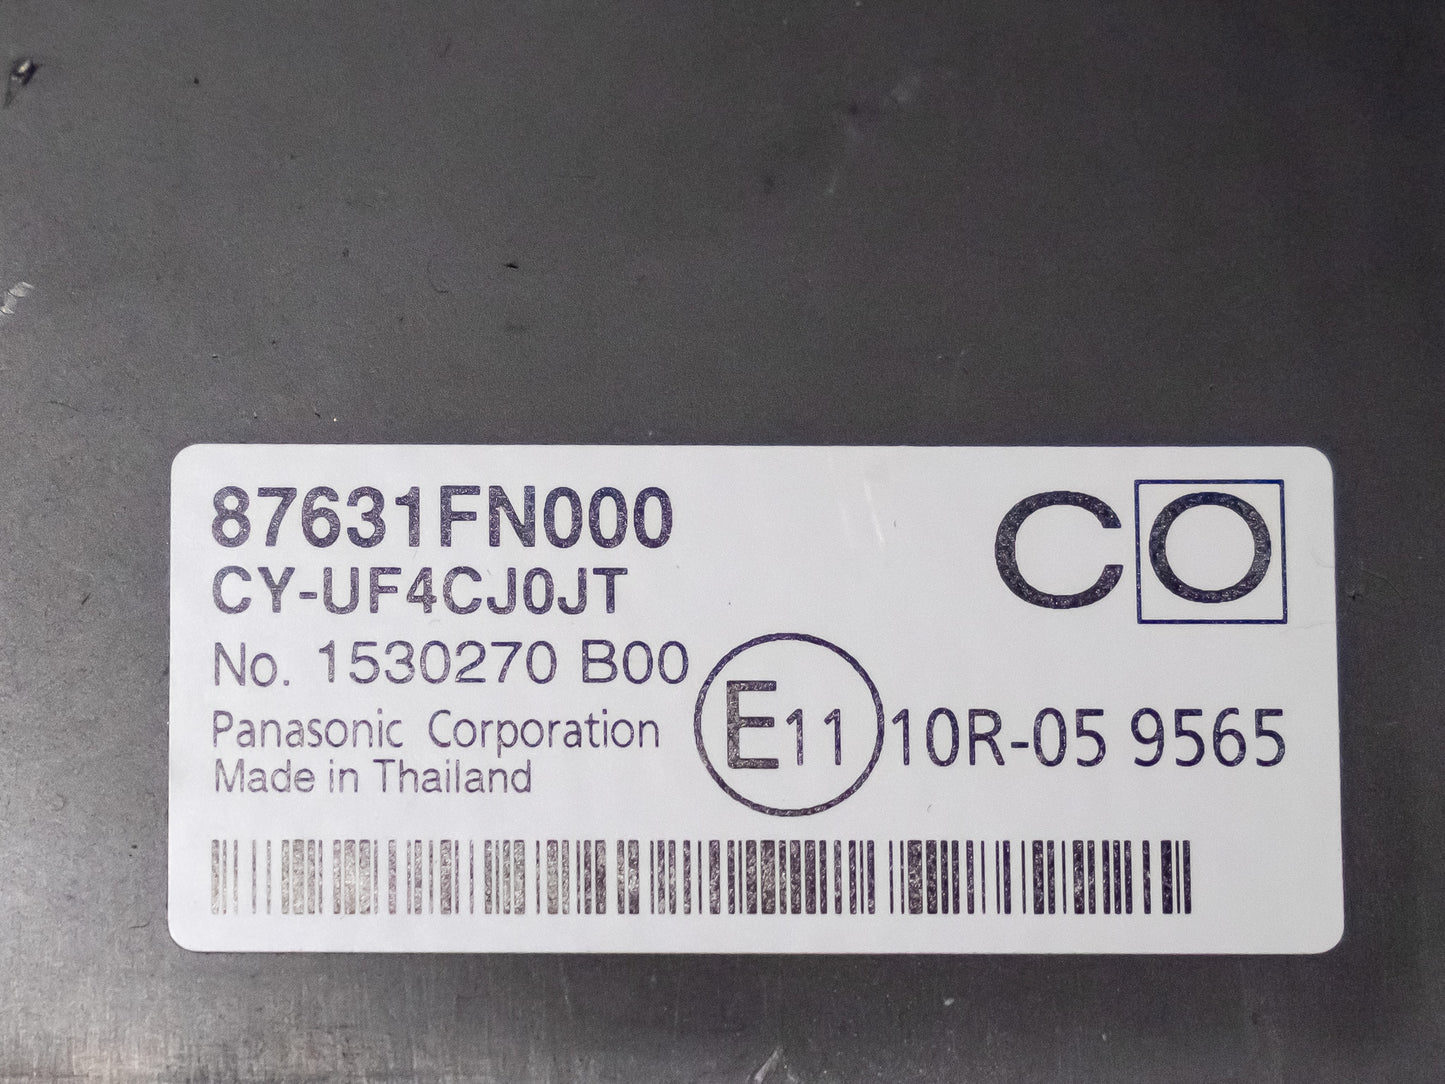 87631FN000
CO
CY-UF4CJ0JT
No. 1530270 B00
Panasonic Corporation
E11 10R-05 9565
Made in Thailand